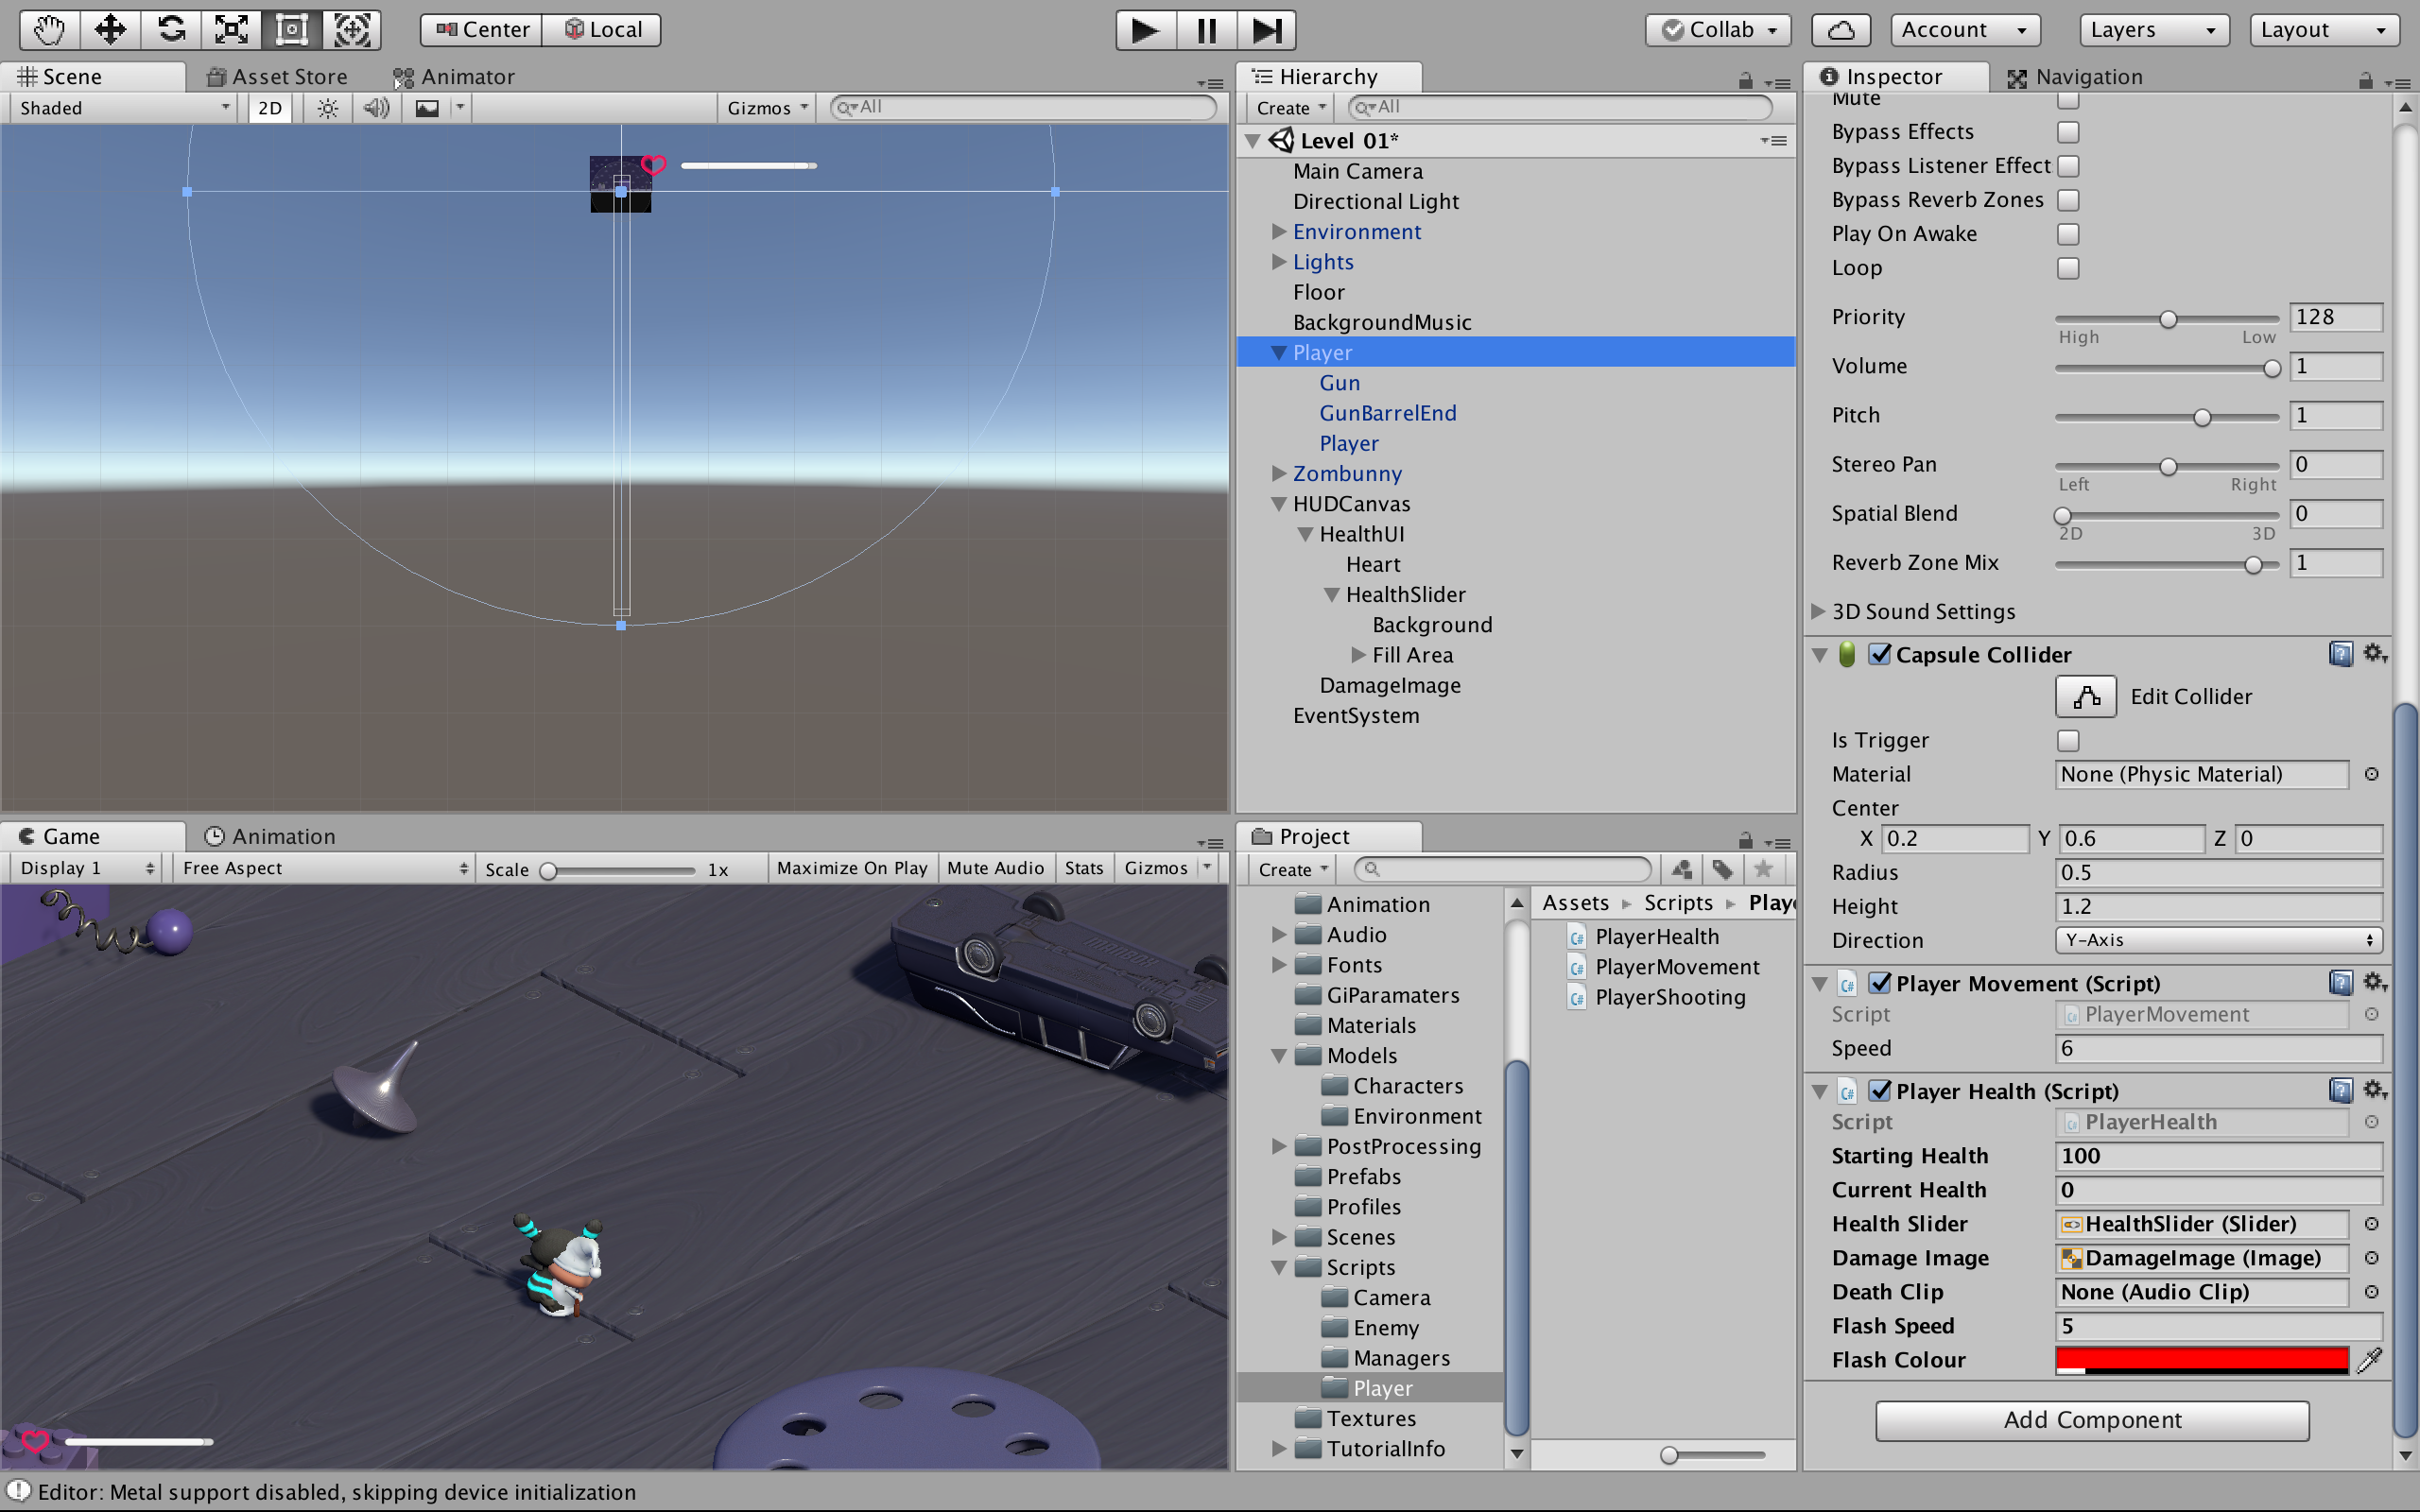 Center Local Collab Account Layers Layout
Scene Asset Store Animator
Shaded 2D Gizmos All
Hierarchy
Create All
Level 01*
Main Camera
Directional Light
Environment
Lights
Floor
BackgroundMusic
Player
Gun
GunBarrelEnd
Player
Zombunny
HUDCanvas
HealthUI
Heart
HealthSlider
Background
Fill Area
DamageImage
EventSystem
Game Animation
Display 1 Free Aspect Scale 1x Maximize On Play Mute Audio Stats Gizmos
Project
Create
Animation
Audio
Fonts
GiParamaters
Materials
Models
Characters
Environment
PostProcessing
Prefabs
Profiles
Scenes
Scripts
Camera
Enemy
Managers
Player
Textures
TutorialInfo
Assets Scripts Playe
C# PlayerHealth
C# PlayerMovement
C# PlayerShooting
Inspector Navigation
Mute
Bypass Effects
Bypass Listener Effect
Bypass Reverb Zones
Play On Awake
Loop
Priority 128
High Low
Volume 1
Pitch 1
Stereo Pan 0
Left Right
Spatial Blend 0
2D 3D
Reverb Zone Mix 1
3D Sound Settings
Capsule Collider
Edit Collider
Is Trigger
Material None (Physic Material)
Center
X 0.2 Y 0.6 Z 0
Radius 0.5
Height 1.2
Direction Y-Axis
C# Player Movement (Script)
Script PlayerMovement
Speed 6
C# Player Health (Script)
Script PlayerHealth
Starting Health 100
Current Health 0
Health Slider HealthSlider (Slider)
Damage Image DamageImage (Image)
Death Clip None (Audio Clip)
Flash Speed 5
Flash Colour
Add Component
Editor: Metal support disabled, skipping device initialization